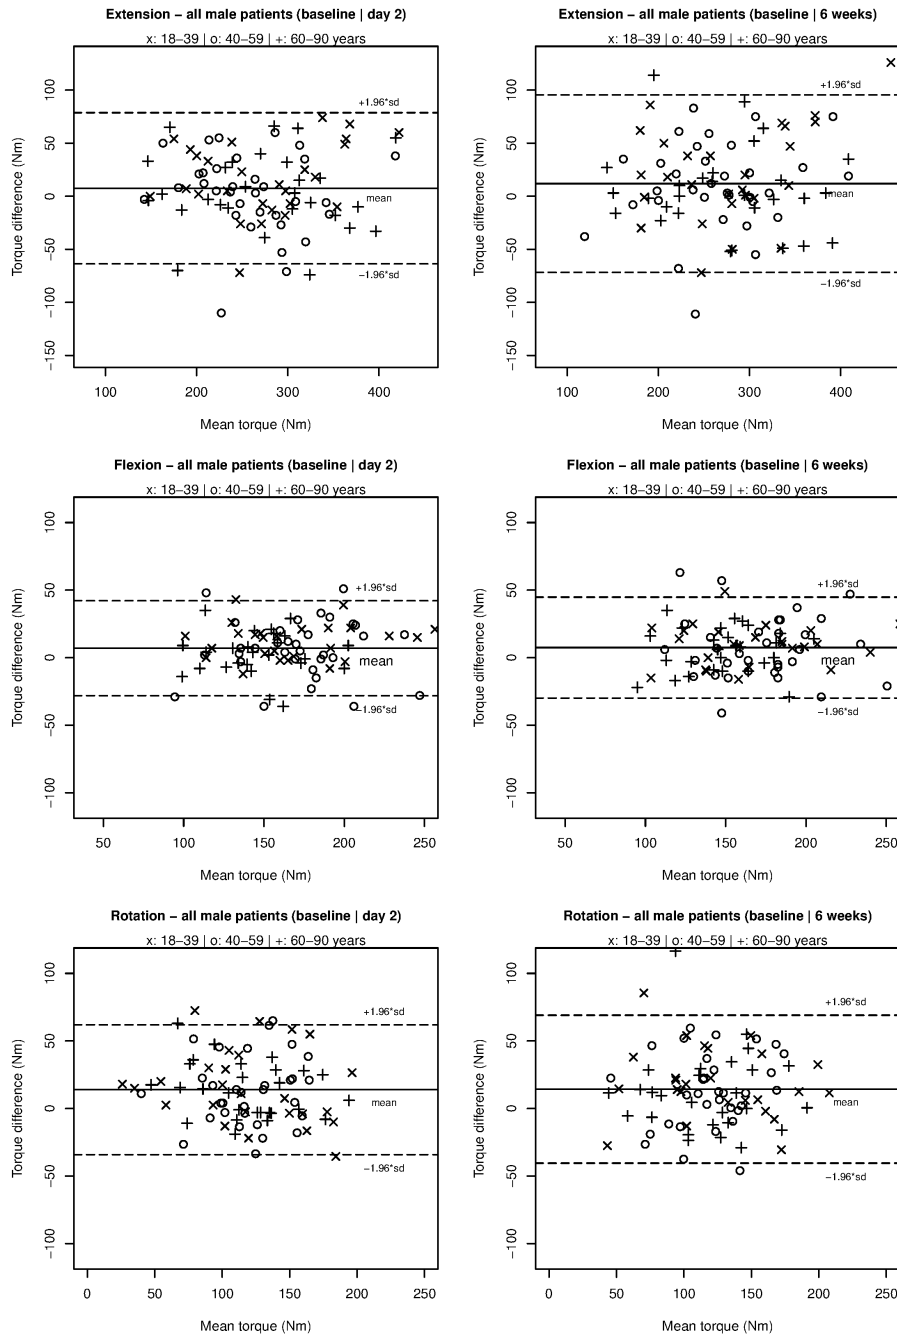 Extension – all male patients (baseline | day 2)
x: 18–39 | o: 40–59 | +: 60–90 years
Torque difference (Nm)
100
50
0
−50
−100
−150
+1.96*sd
mean
−1.96*sd
100 200 300 400
Mean torque (Nm)
Extension – all male patients (baseline | 6 weeks)
x: 18–39 | o: 40–59 | +: 60–90 years
Torque difference (Nm)
100
50
0
−50
−100
−150
+1.96*sd
mean
−1.96*sd
100 200 300 400
Mean torque (Nm)
Flexion – all male patients (baseline | day 2)
x: 18–39 | o: 40–59 | +: 60–90 years
Torque difference (Nm)
100
50
0
−50
−100
+1.96*sd
mean
−1.96*sd
50 100 150 200 250
Mean torque (Nm)
Flexion – all male patients (baseline | 6 weeks)
x: 18–39 | o: 40–59 | +: 60–90 years
Torque difference (Nm)
100
50
0
−50
−100
+1.96*sd
mean
−1.96*sd
50 100 150 200 250
Mean torque (Nm)
Rotation – all male patients (baseline | day 2)
x: 18–39 | o: 40–59 | +: 60–90 years
Torque difference (Nm)
100
50
0
−50
−100
+1.96*sd
mean
−1.96*sd
0 50 100 150 200 250
Mean torque (Nm)
Rotation – all male patients (baseline | 6 weeks)
x: 18–39 | o: 40–59 | +: 60–90 years
Torque difference (Nm)
100
50
0
−50
−100
+1.96*sd
mean
−1.96*sd
0 50 100 150 200 250
Mean torque (Nm)